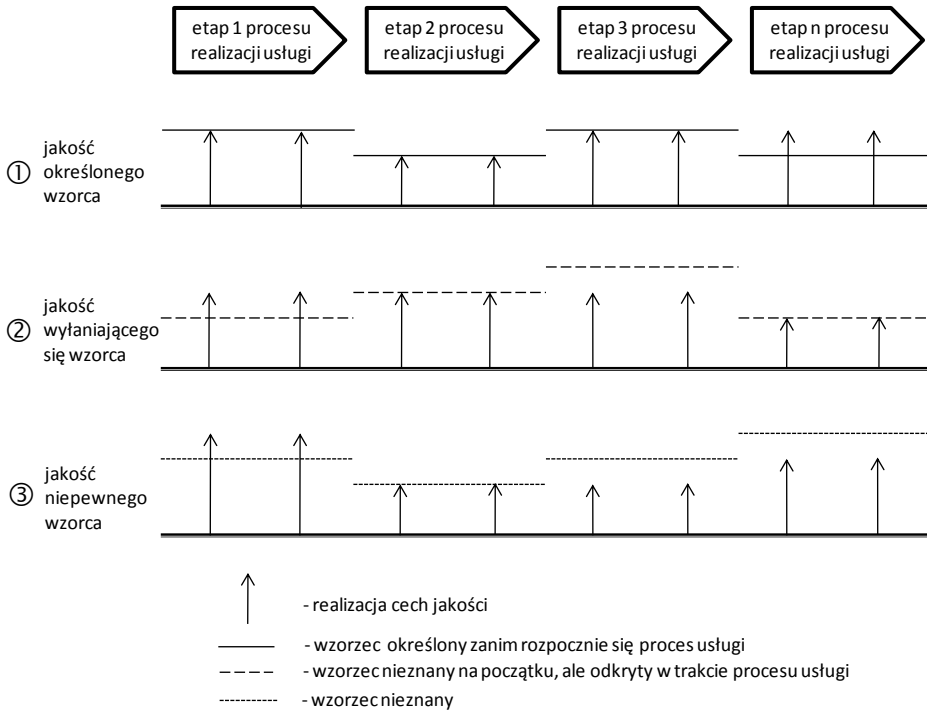 etap 1 procesu
realizacji usługi
etap 2 procesu
realizacji usługi
etap 3 procesu
realizacji usługi
etap n procesu
realizacji usługi
① jakość
określonego
wzorca
② jakość
wyłaniającego
się wzorca
③ jakość
niepewnego
wzorca
- realizacja cech jakości
- wzorzec określony zanim rozpocznie się proces usługi
- wzorzec nieznany na początku, ale odkryty w trakcie procesu usługi
- wzorzec nieznany